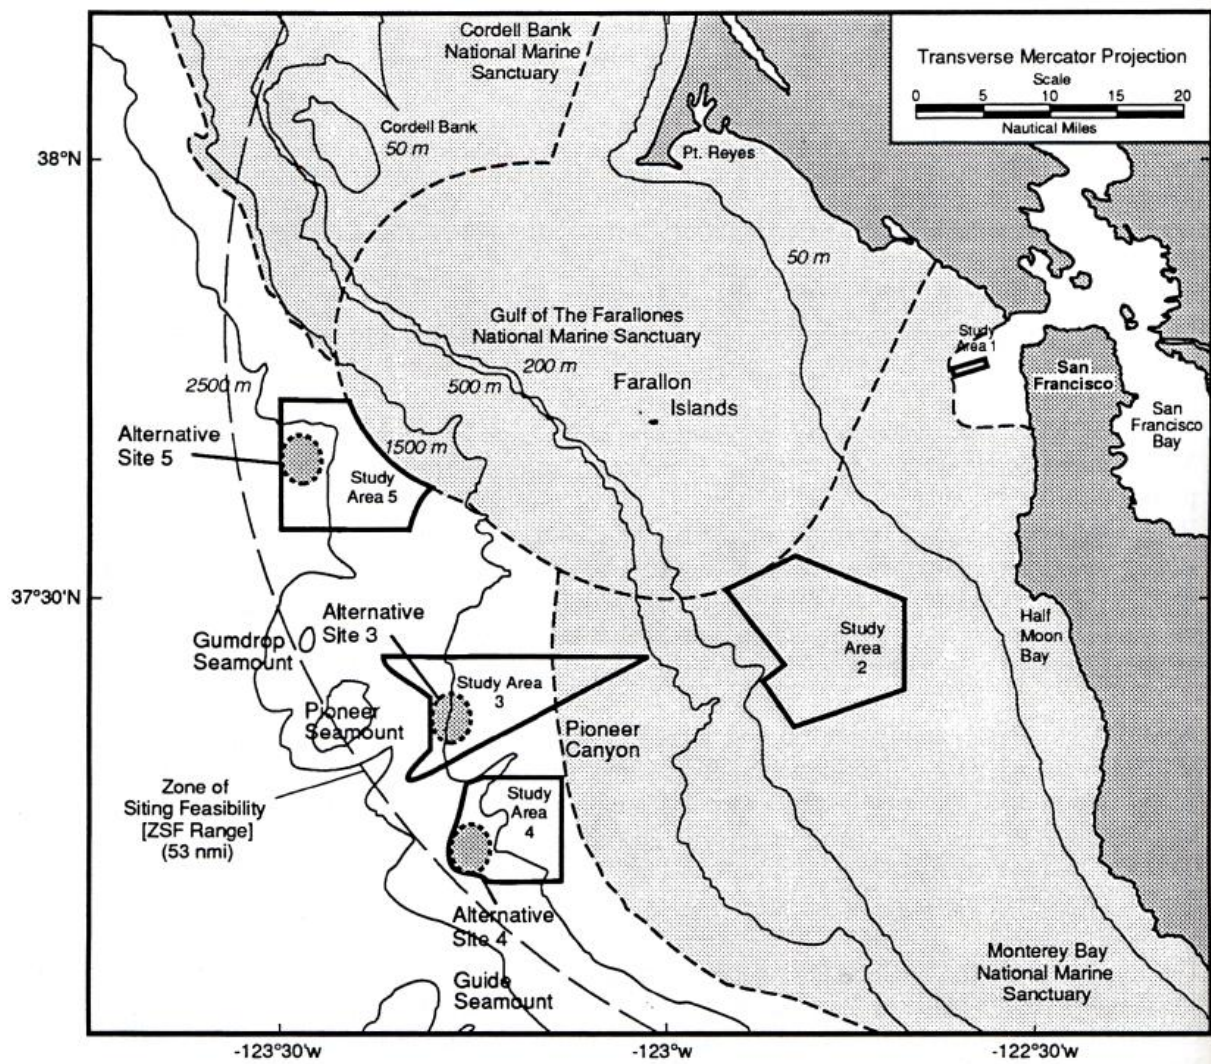 Cordell Bank
National Marine
Sanctuary
Transverse Mercator Projection
Scale
0 5 10 15 20
Nautical Miles
Cordell Bank
50 m
38°N
Pt. Reyes
50 m
Gulf of The Farallones
National Marine Sanctuary
Study
Area 1
200 m
500 m
2500 m
Farallon
Islands
San
Francisco
San
Francisco
Bay
Alternative
Site 5
1500 m
Study
Area 5
37°30'N
Alternative
Site 3
Gumdrop
Seamount
Half
Moon
Bay
Study
Area
2
Study Area
3
Pioneer
Seamount
Pioneer
Canyon
Zone of
Siting Feasibility
[ZSF Range]
(53 nmi)
Study
Area
4
Alternative
Site 4
Monterey Bay
National Marine
Sanctuary
Guide
Seamount
-123°30'W
-123°W
-122°30'W